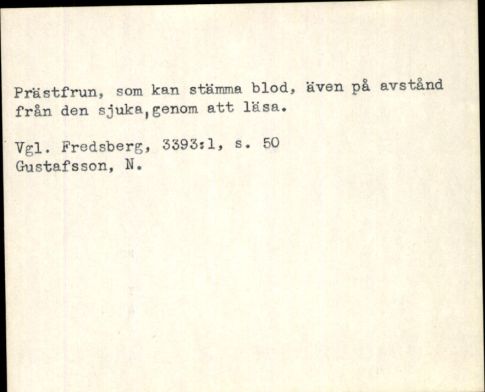 Prästfrun, som kan stämma blod, även på avstånd
från den sjuka,genom att läsa.
Vgl. Fredsberg, 3393:1, s. 50
Gustafsson, N.